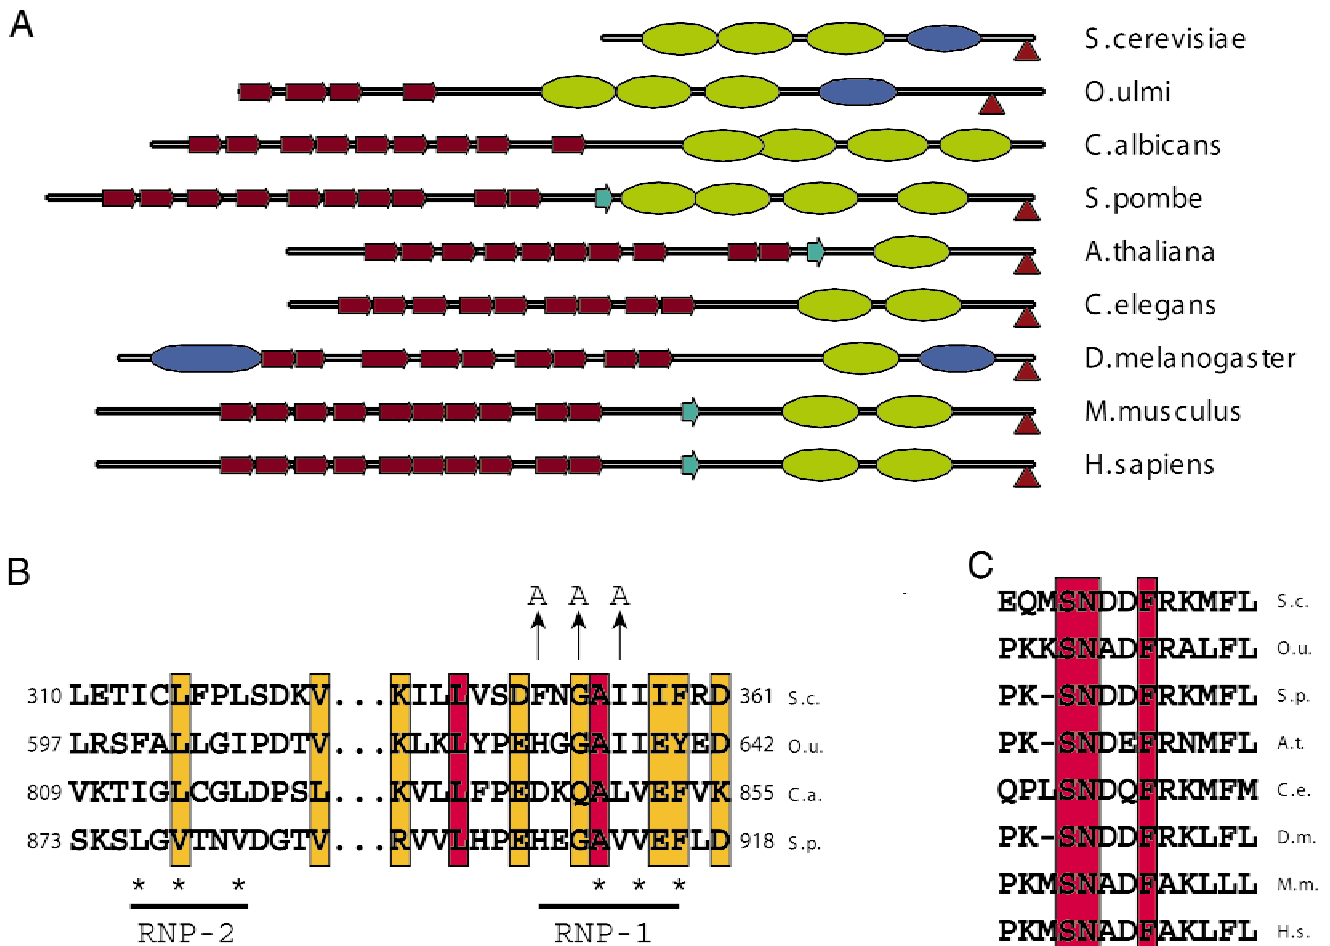 A
S.cerevisiae
O.ulmi
C.albicans
S.pombe
A.thaliana
C.elegans
D.melanogaster
M.musculus
H.sapiens
B
A A A
310 LETICLFPLSDKV...KILLVSDFNGAIIIFRD 361 S.c.
597 LRSFALLGIPDTV...KLKLYPEHGGAIIEYED 642 O.u.
809 VKTIGLCGLDPSL...KVLLFPEDKQALVEFVK 855 C.a.
873 SKSLGVTNVDGTV...RVVLHPEHEGAVVEFLD 918 S.p.
* * * * * *
RNP-2 RNP-1
C
EQMSNDDFRKMFL S.c.
PKKSNADFRALFL O.u.
PK-SNDDFRKMFL S.p.
PK-SNDEFRNMFL A.t.
QPLSNDQFRKMFM C.e.
PK-SNDDFRKLFL D.m.
PKMSNADFAKLLL M.m.
PKMSNADFAKLFL H.s.